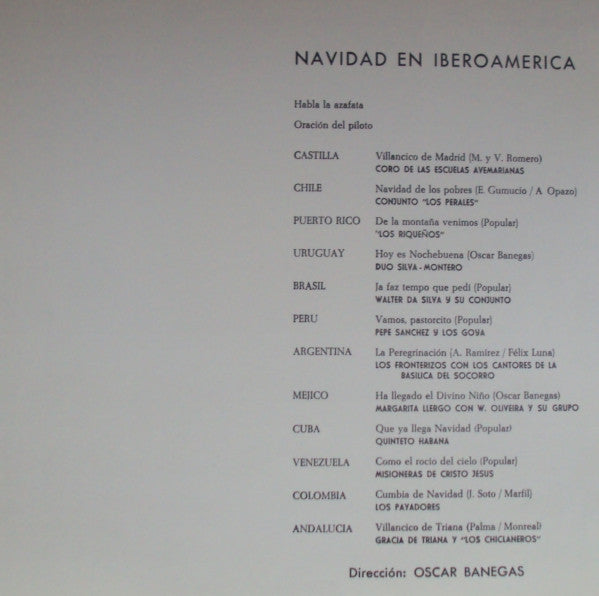 NAVIDAD EN IBEROAMERICA
Habla la azafata
Oración del piloto
CASTILLA Villancico de Madrid (M. y V. Romero)
CORO DE LAS ESCUELAS AVEMARIANAS
CHILE Navidad de los pobres (E. Gumucio / A. Opazo)
CONJUNTO "LOS PERALES"
PUERTO RICO De la montaña venimos (Popular)
"LOS RIQUEÑOS"
URUGUAY Hoy es Nochebuena (Oscar Banegas)
DUO SILVA - MONTERO
BRASIL Ja faz tempo que pedi (Popular)
WALTER DA SILVA Y SU CONJUNTO
PERU Vamos, pastorcito (Popular)
PEPE SANCHEZ Y LOS GOYA
ARGENTINA La Peregrinación (A. Ramírez / Félix Luna)
LOS FRONTERIZOS CON LOS CANTORES DE LA
BASILICA DEL SOCORRO
MEJICO Ha llegado el Divino Niño (Oscar Banegas)
MARGARITA LLERGO CON W. OLIVEIRA Y SU GRUPO
CUBA Que ya llega Navidad (Popular)
QUINTETO HABANA
VENEZUELA Como el rocío del cielo (Popular)
MISIONERAS DE CRISTO JESUS
COLOMBIA Cumbia de Navidad (J. Soto / Marfil)
LOS PAYADORES
ANDALUCIA Villancico de Triana (Palma / Monreal)
GRACIA DE TRIANA Y "LOS CHICLANEROS"
Dirección: OSCAR BANEGAS